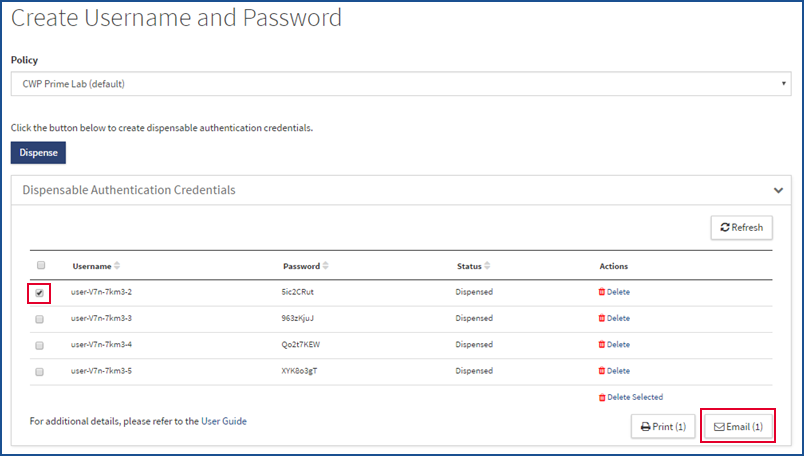 Create Username and Password
Policy
CWP Prime Lab (default)
Click the button below to create dispensable authentication credentials.
Dispense
Dispensable Authentication Credentials
Refresh
Username Password Status Actions
user-V7n-7km3-2 5ic2CRut Dispensed Delete
user-V7n-7km3-3 963zKjuJ Dispensed Delete
user-V7n-7km3-4 Qo2t7KEW Dispensed Delete
user-V7n-7km3-5 XYK8o3gT Dispensed Delete
Delete Selected
For additional details, please refer to the User Guide
Print (1) Email (1)